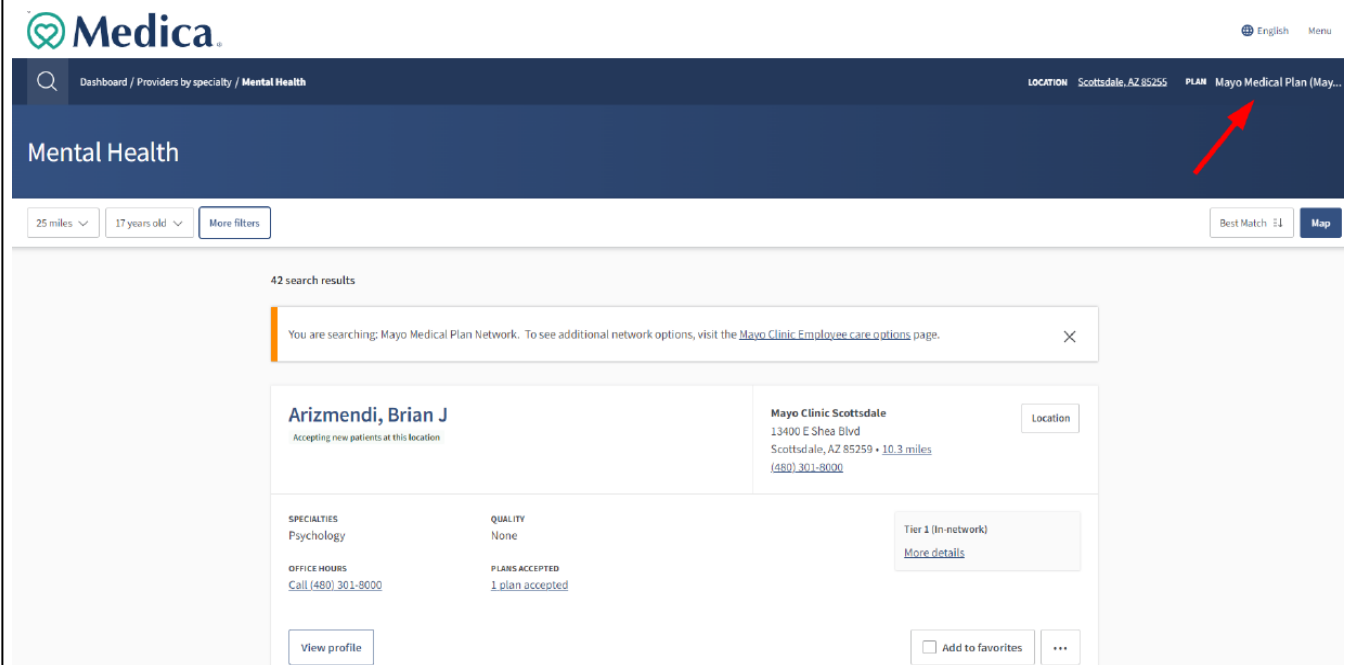 Medica
English Menu
Dashboard / Providers by specialty / Mental Health LOCATION Scottsdale, AZ 85255 PLAN Mayo Medical Plan (May...
Mental Health
25 miles 17 years old More filters Best Match Map
42 search results
You are searching: Mayo Medical Plan Network. To see additional network options, visit the Mayo Clinic Employee care options page.
Arizmendi, Brian J
Accepting new patients at this location
Mayo Clinic Scottsdale
13400 E Shea Blvd
Scottsdale, AZ 85259 • 10.3 miles
(480) 301-8000
Location
SPECIALTIES
Psychology
QUALITY
None
OFFICE HOURS
Call (480) 301-8000
PLANS ACCEPTED
1 plan accepted
Tier 1 (In-network)
More details
View profile
Add to favorites ...